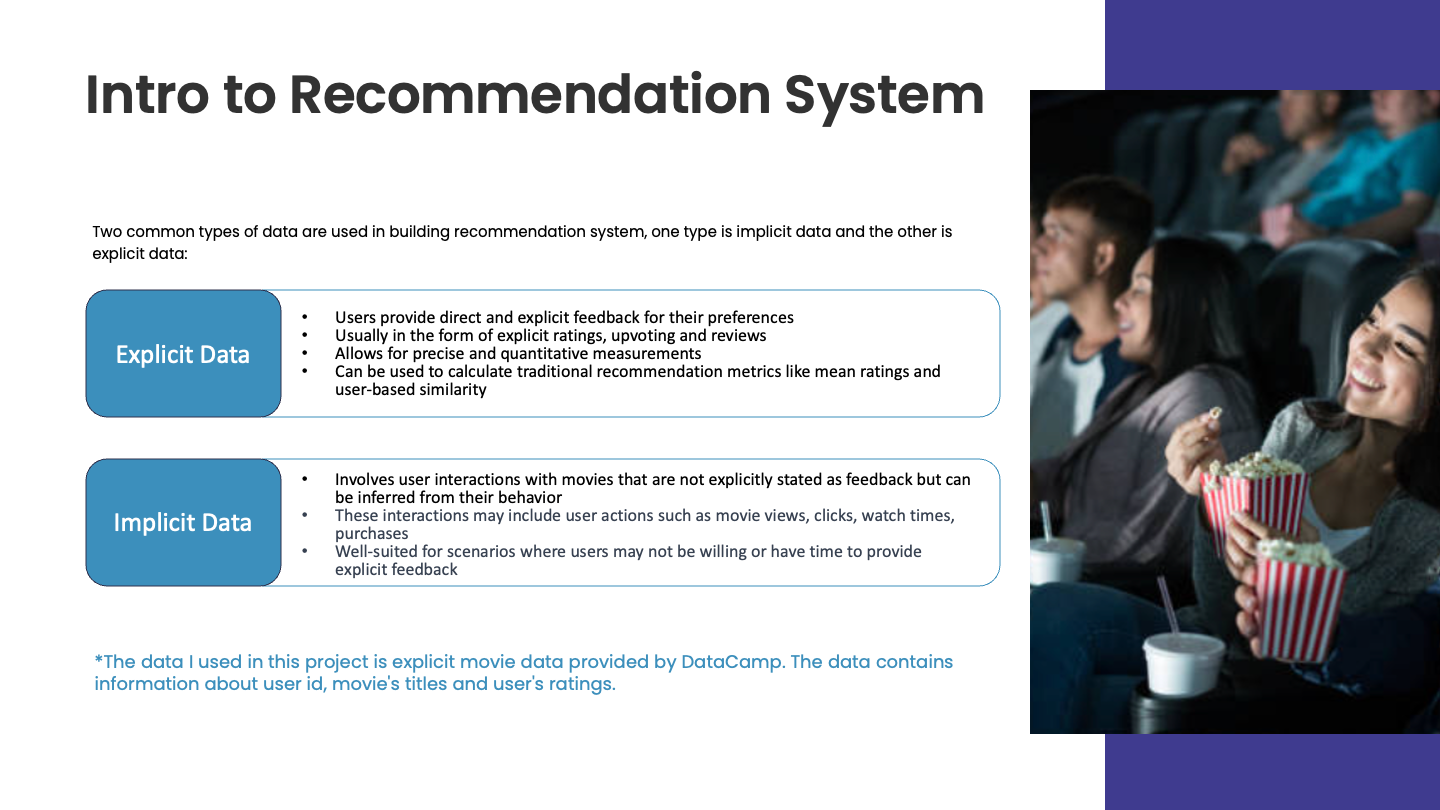 Intro to Recommendation System
Two common types of data are used in building recommendation system, one type is implicit data and the other is
explicit data:
Explicit Data
• Users provide direct and explicit feedback for their preferences
• Usually in the form of explicit ratings, upvoting and reviews
• Allows for precise and quantitative measurements
• Can be used to calculate traditional recommendation metrics like mean ratings and
user-based similarity
Implicit Data
• Involves user interactions with movies that are not explicitly stated as feedback but can
be inferred from their behavior
• These interactions may include user actions such as movie views, clicks, watch times,
purchases
• Well-suited for scenarios where users may not be willing or have time to provide
explicit feedback
*The data I used in this project is explicit movie data provided by DataCamp. The data contains
information about user id, movie's titles and user's ratings.